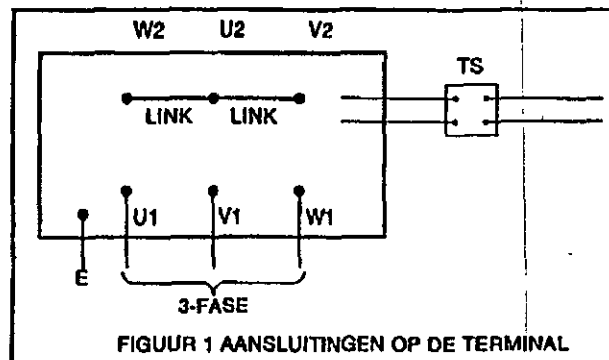 W2 U2 V2
TS
LINK LINK
U1 V1 W1
E
3-FASE
FIGUUR 1 AANSLUITINGEN OP DE TERMINAL